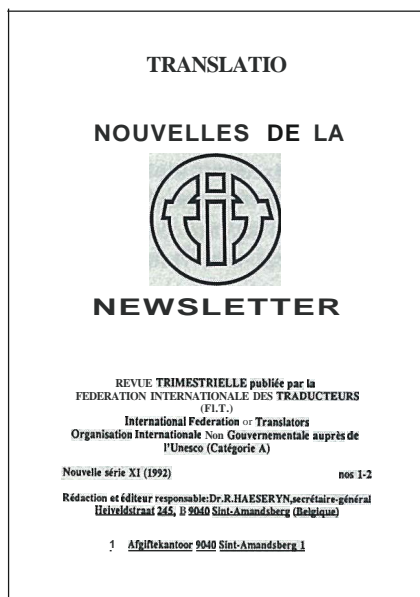 TRANSLATIO
NOUVELLES DE LA
fit
NEWSLETTER
REVUE TRIMESTRIELLE publiée par la
FEDERATION INTERNATIONALE DES TRADUCTEURS
(FI.T.)
International Federation or Translators
Organisation Internationale Non Gouvernementale auprès de
l'Unesco (Catégorie A)
Nouvelle série XI (1992) nos 1-2
Rédaction et éditeur responsable:Dr.R.HAESERYN,secrétaire-général
Heiveldstraat 245, B 9040 Sint-Amandsberg (Belgique)
1 Afgiftekantoor 9040 Sint-Amandsberg 1